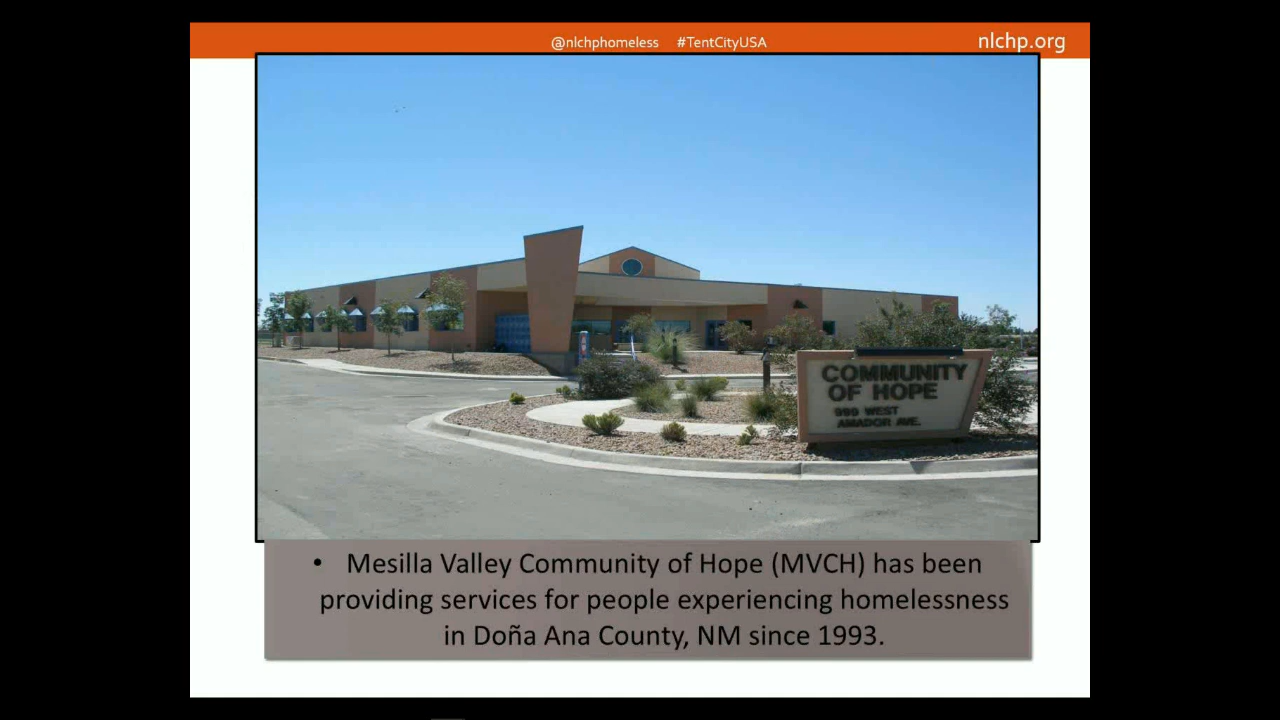 @nlchphomeless #TentCityUSA nlchp.org
COMMUNITY
OF HOPE
999 WEST
AMADOR AVE.
• Mesilla Valley Community of Hope (MVCH) has been
providing services for people experiencing homelessness
in Doña Ana County, NM since 1993.